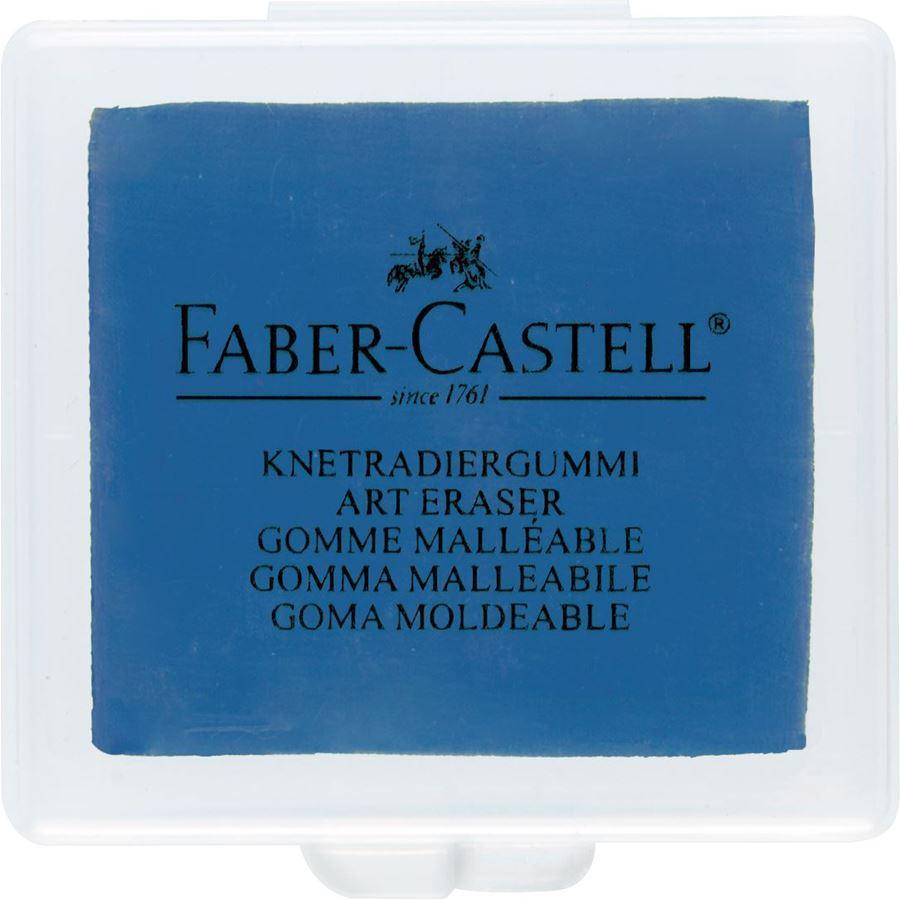 FABER-CASTELL®
since 1761
KNETRADIERGUMMI
ART ERASER
GOMME MALLÉABLE
GOMMA MALLEABILE
GOMA MOLDEABLE